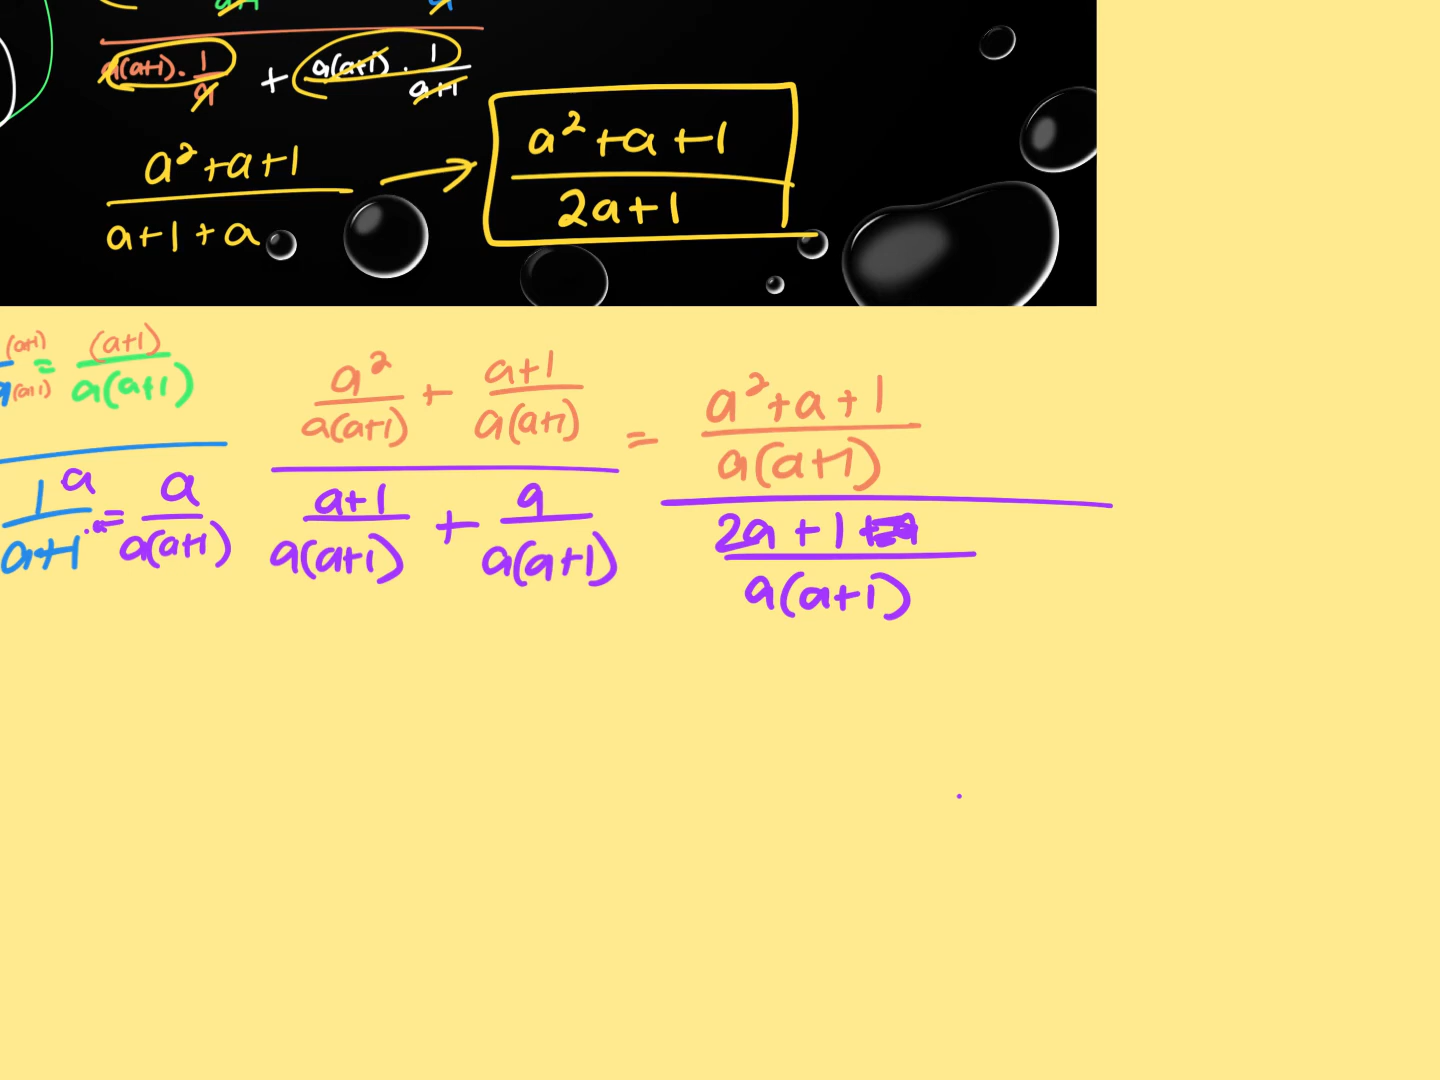 a(a+1) · 1/a + a(a+1) · 1/(a+1)
(a²+a+1)/(a+1+a) → (a²+a+1)/(2a+1)
(a+1)/(a+1) = (a+1)/(a(a+1))
1a/(a+1)·a = a/(a(a+1))
(a²/(a(a+1)) + (a+1)/(a(a+1)))/((a+1)/(a(a+1)) + a/(a(a+1))) = ((a²+a+1)/(a(a+1)))/((2a+1)/(a(a+1)))